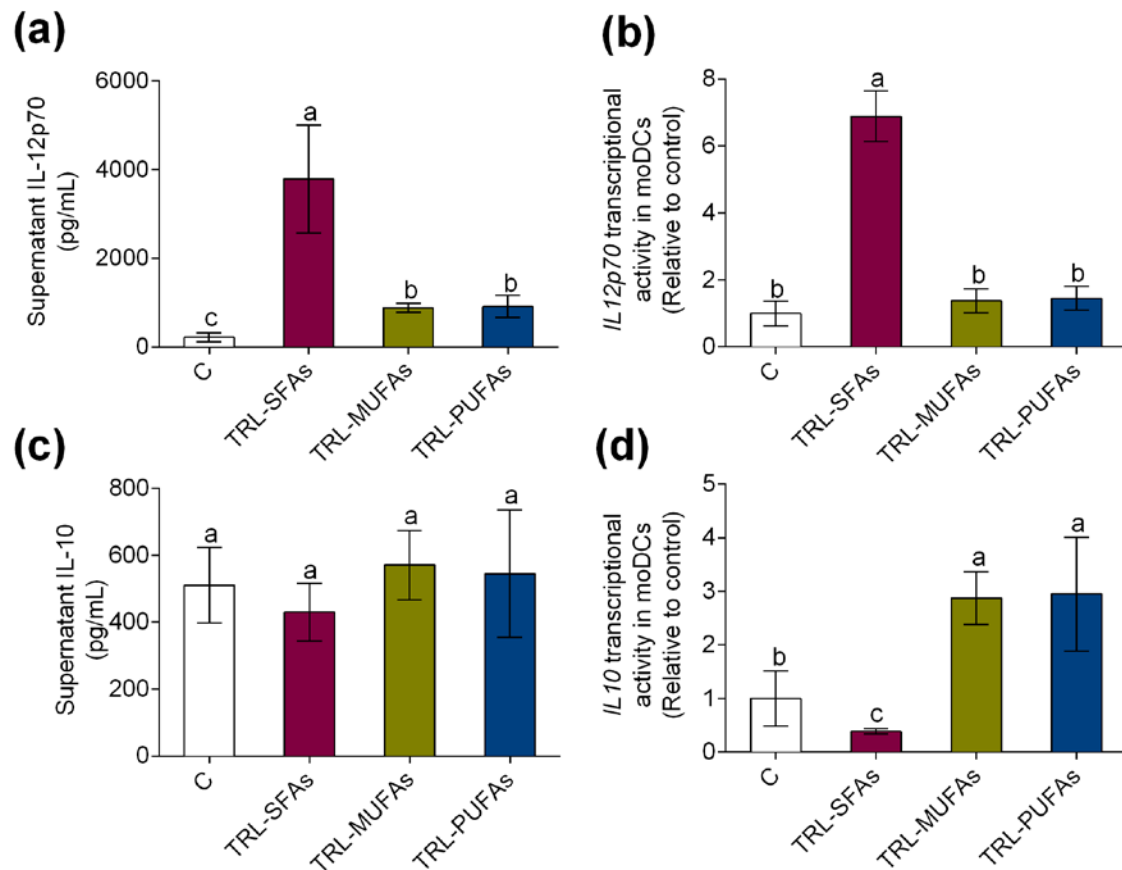 (a)
Supernatant IL-12p70
(pg/mL)
6000
4000
2000
0
c
a
b
b
C
TRL-SFAs
TRL-MUFAs
TRL-PUFAs
(b)
IL12p70 transcriptional
activity in moDCs
(Relative to control)
8
6
4
2
0
b
a
b
b
C
TRL-SFAs
TRL-MUFAs
TRL-PUFAs
(c)
Supernatant IL-10
(pg/mL)
800
600
400
200
0
a
a
a
a
C
TRL-SFAs
TRL-MUFAs
TRL-PUFAs
(d)
IL10 transcriptional
activity in moDCs
(Relative to control)
5
4
3
2
1
0
b
c
a
a
C
TRL-SFAs
TRL-MUFAs
TRL-PUFAs